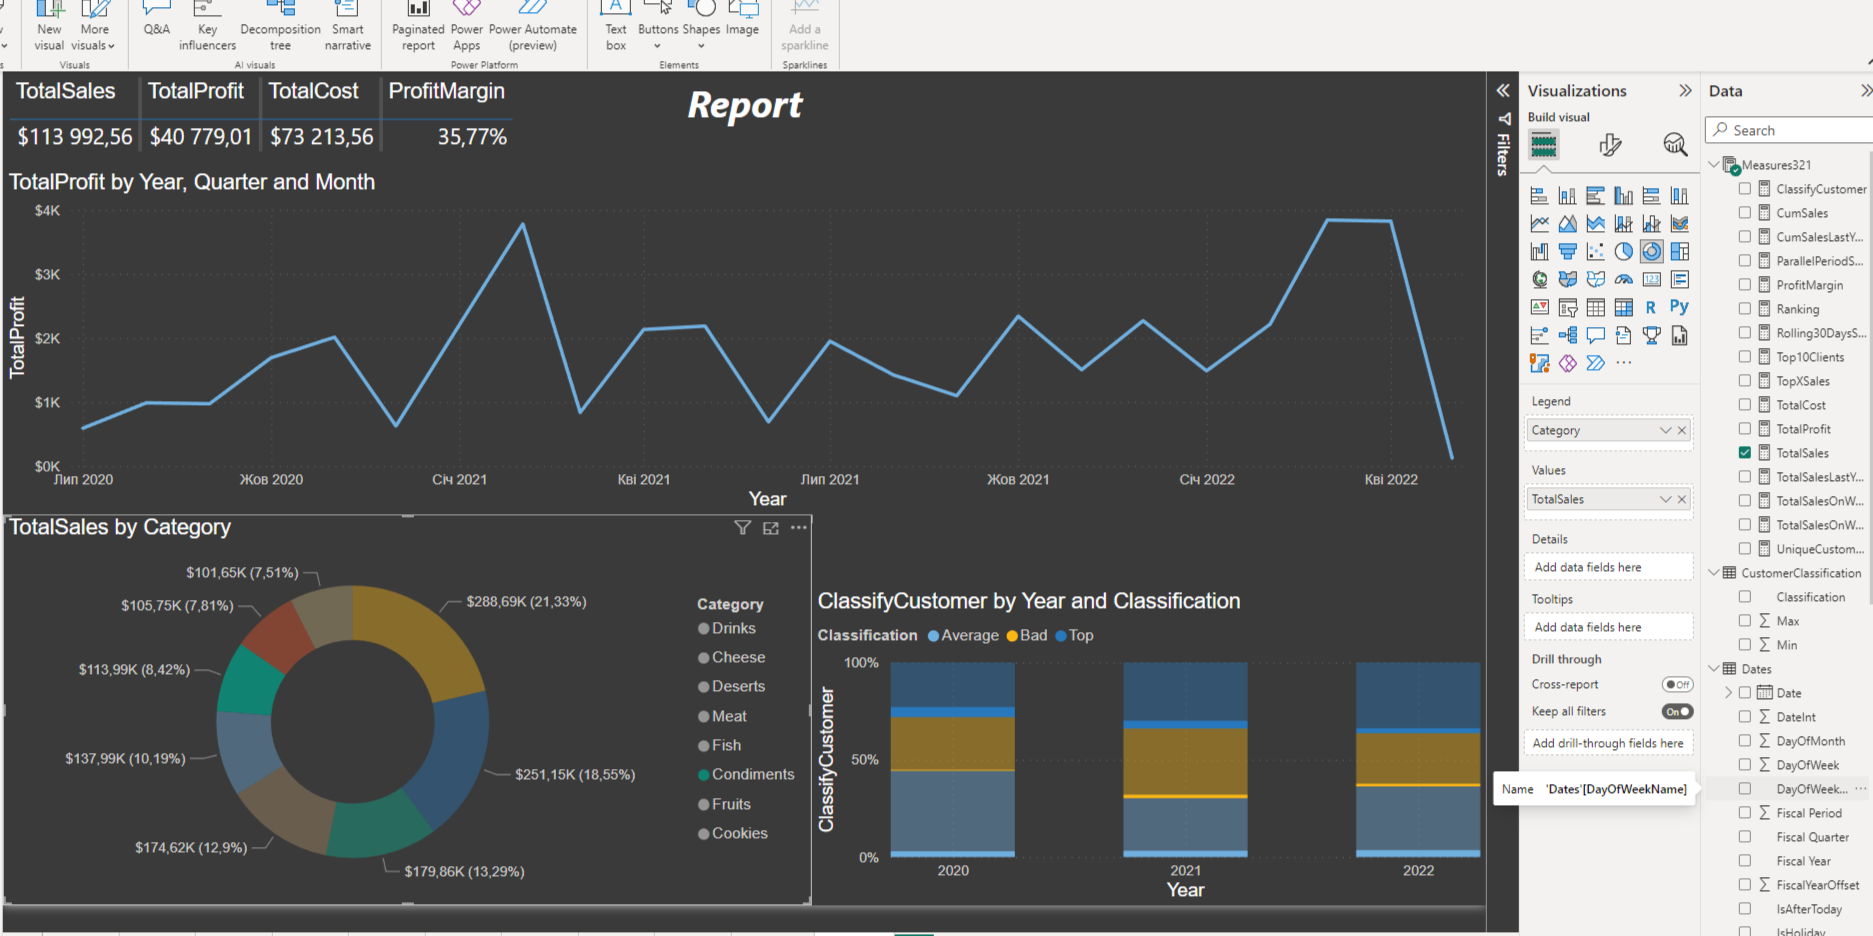 New visual
More visuals
Visuals
Q&A
Key influencers
Decomposition tree
Smart narrative
AI visuals
Paginated report
Power Apps
Power Automate (preview)
Power Platform
Text box
Buttons
Shapes
Image
Elements
Add a sparkline
Sparklines
TotalSales TotalProfit TotalCost ProfitMargin
$113 992,56 $40 779,01 $73 213,56 35,77%
Report
TotalProfit by Year, Quarter and Month
TotalProfit
$4K
$3K
$2K
$1K
$0K
Лип 2020 Жов 2020 Січ 2021 Кві 2021 Лип 2021 Жов 2021 Січ 2022 Кві 2022
Year
TotalSales by Category
$101,65K (7,51%)
$288,69K (21,33%)
$105,75K (7,81%)
$113,99K (8,42%)
$137,99K (10,19%)
$251,15K (18,55%)
$174,62K (12,9%)
$179,86K (13,29%)
Category
Drinks
Cheese
Deserts
Meat
Fish
Condiments
Fruits
Cookies
ClassifyCustomer by Year and Classification
Classification Average Bad Top
ClassifyCustomer
100%
50%
0%
2020 2021 2022
Year
Filters
Visualizations
Build visual
123
R Py
Legend
Category
Values
TotalSales
Details
Add data fields here
Tooltips
Add data fields here
Drill through
Cross-report Off
Keep all filters On
Add drill-through fields here
Name 'Dates'[DayOfWeekName]
Data
Search
Measures321
ClassifyCustomer
CumSales
CumSalesLastY...
ParallelPeriodS...
ProfitMargin
Ranking
Rolling30DaysS...
Top10Clients
TopXSales
TotalCost
TotalProfit
TotalSales
TotalSalesLastY...
TotalSalesOnW...
TotalSalesOnW...
UniqueCustom...
CustomerClassification
Classification
Max
Min
Dates
Date
DateInt
DayOfMonth
DayOfWeek
DayOfWeek...
Fiscal Period
Fiscal Quarter
Fiscal Year
FiscalYearOffset
IsAfterToday
IsHoliday